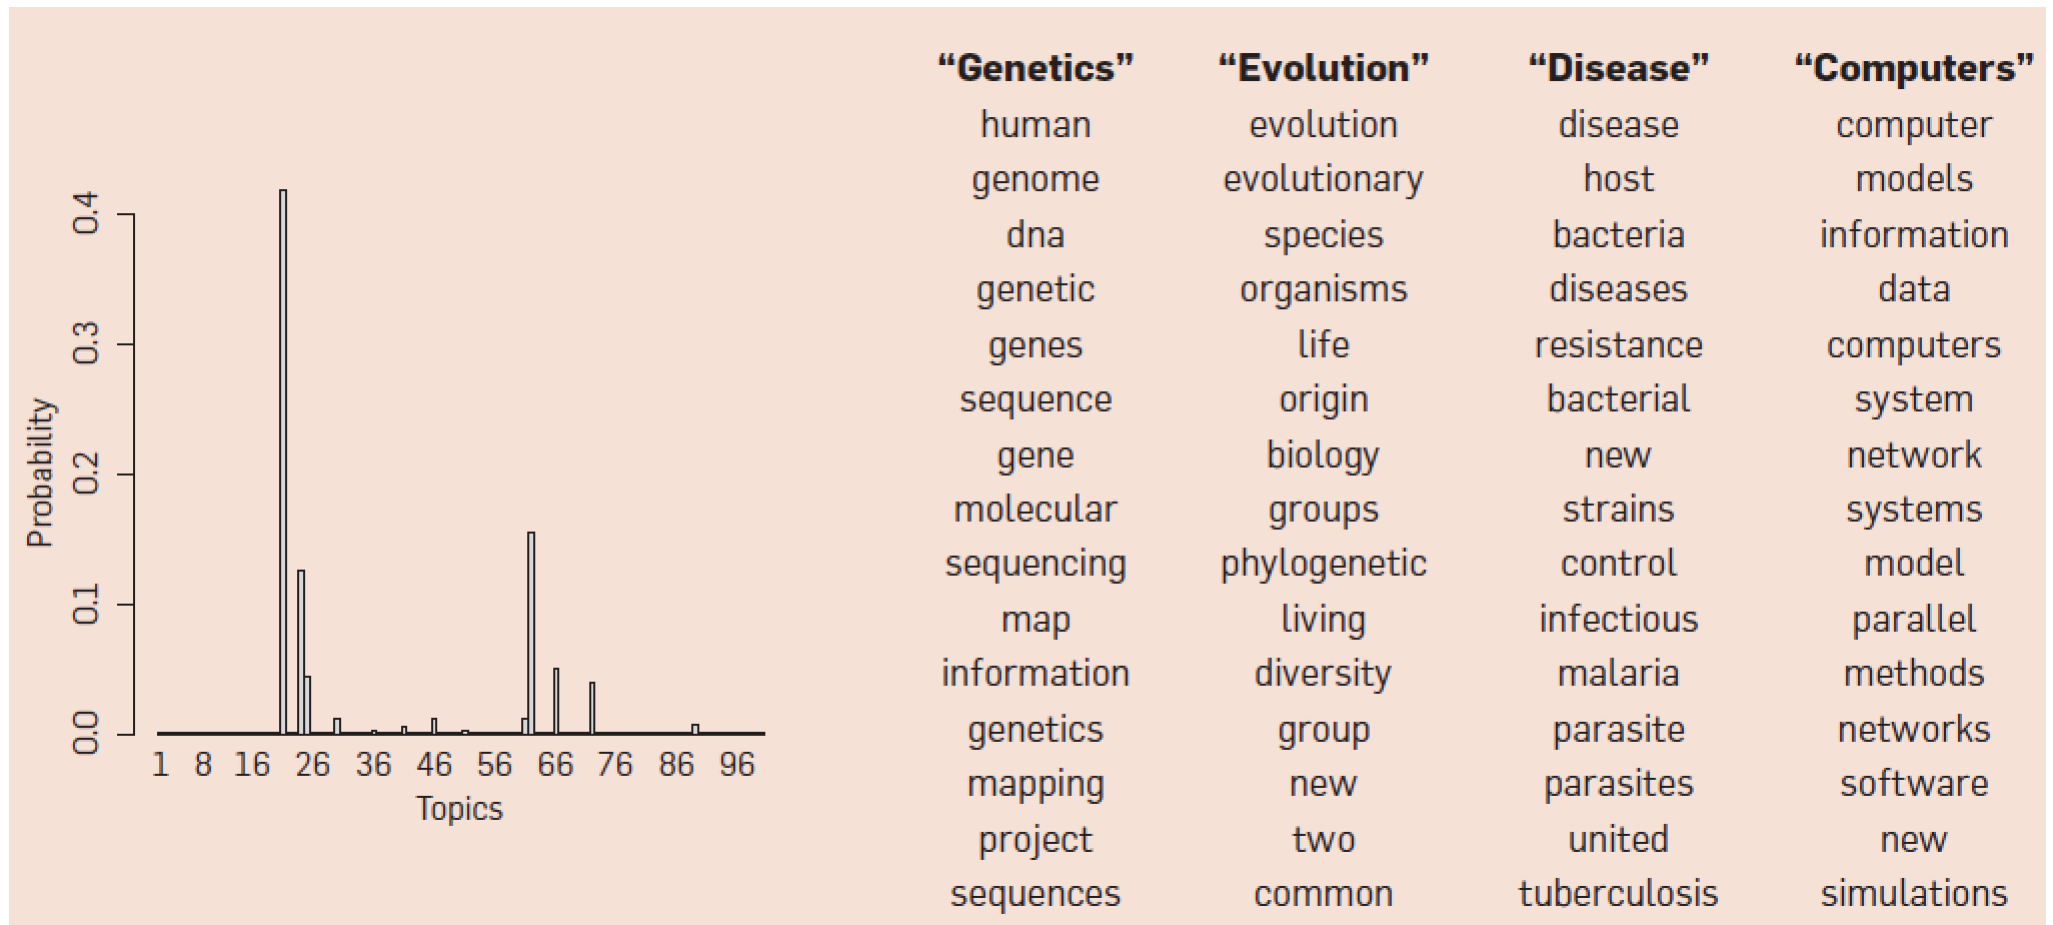 “Genetics” “Evolution” “Disease” “Computers”
human evolution disease computer
genome evolutionary host models
dna species bacteria information
genetic organisms diseases data
genes life resistance computers
sequence origin bacterial system
gene biology new network
molecular groups strains systems
sequencing phylogenetic control model
map living infectious parallel
information diversity malaria methods
genetics group parasite networks
mapping new parasites software
project two united new
sequences common tuberculosis simulations
Probability
0.4
0.3
0.2
0.1
0.0
1 8 16 26 36 46 56 66 76 86 96
Topics